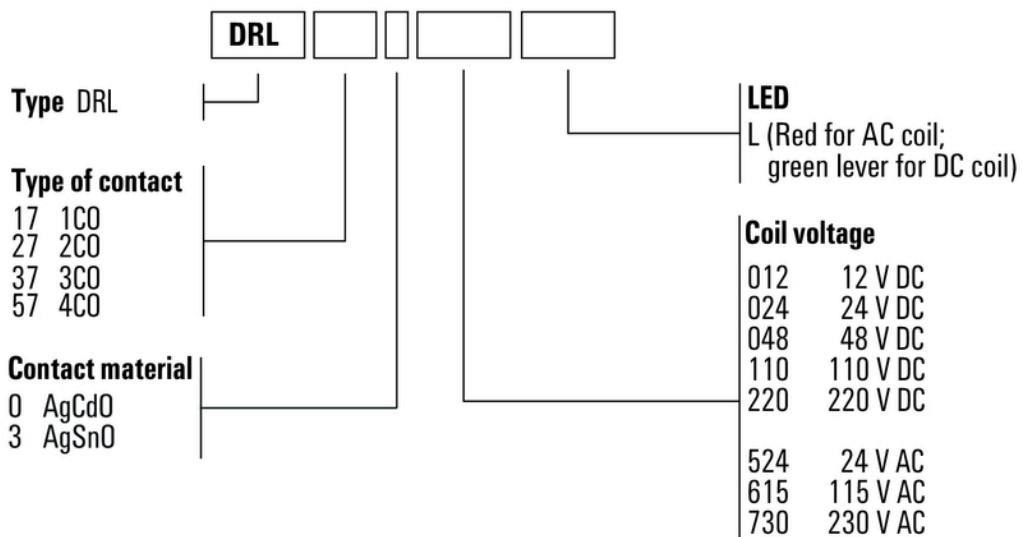 DRL
Type DRL
Type of contact
17 1CO
27 2CO
37 3CO
57 4CO
Contact material
0 AgCdO
3 AgSnO
LED
L (Red for AC coil;
green lever for DC coil)
Coil voltage
012 12 V DC
024 24 V DC
048 48 V DC
110 110 V DC
220 220 V DC
524 24 V AC
615 115 V AC
730 230 V AC